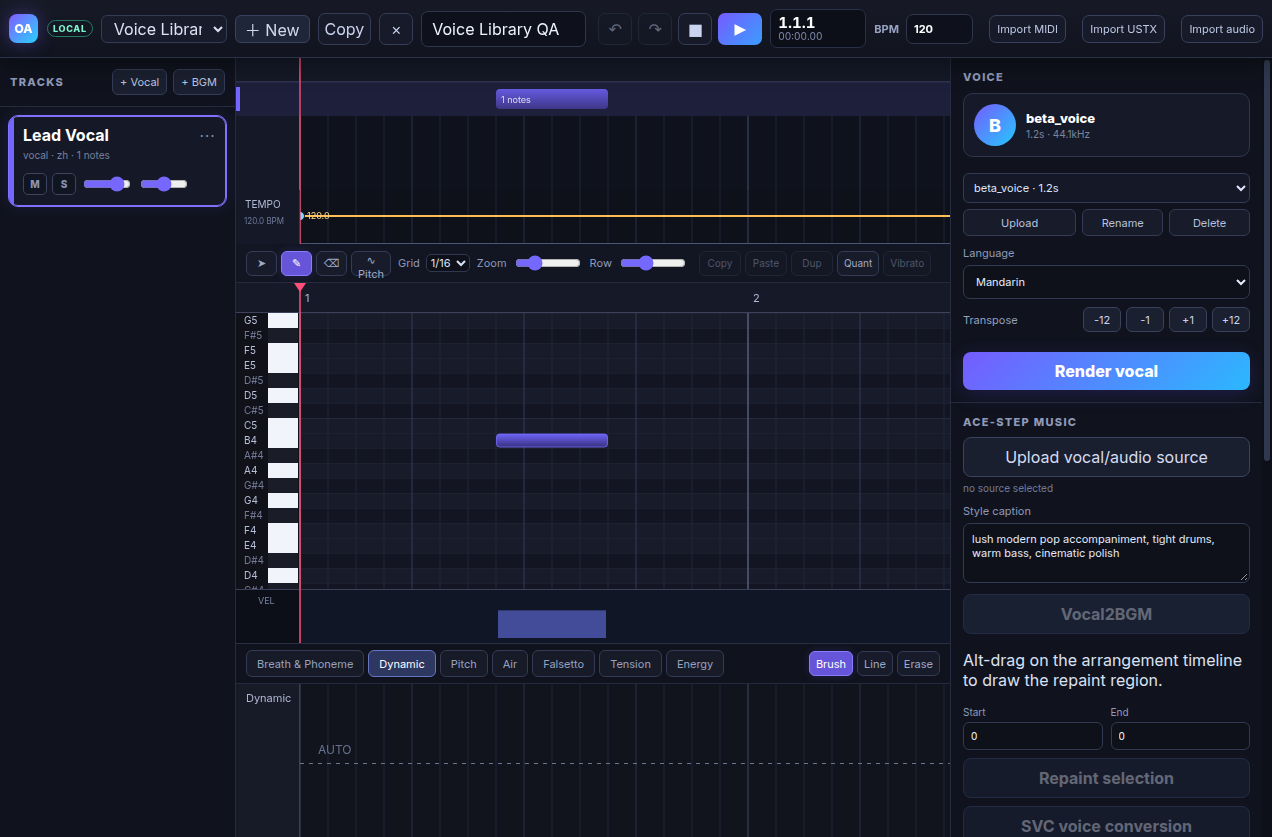 OA LOCAL Voice Librar + New Copy × Voice Library QA 1.1.1 BPM 120 Import MIDI Import USTX Import audio
00:00.00
TRACKS + Vocal + BGM
Lead Vocal ...
vocal · zh · 1 notes
M S
1 notes
TEMPO
120.0 BPM
120.0
Pitch Grid 1/16 Zoom Row Copy Paste Dup Quant Vibrato
1 2
G5
F#5
F5
E5
D#5
D5
C#5
C5
B4
A#4
A4
G#4
G4
F#4
F4
E4
D#4
D4
C#4
VEL
Breath & Phoneme Dynamic Pitch Air Falsetto Tension Energy Brush Line Erase
Dynamic
AUTO
VOICE
B beta_voice
1.2s · 44.1kHz
beta_voice · 1.2s
Upload Rename Delete
Language
Mandarin
Transpose -12 -1 +1 +12
Render vocal
ACE-STEP MUSIC
Upload vocal/audio source
no source selected
Style caption
lush modern pop accompaniment, tight drums,
warm bass, cinematic polish
Vocal2BGM
Alt-drag on the arrangement timeline
to draw the repaint region.
Start End
0 0
Repaint selection
SVC voice conversion